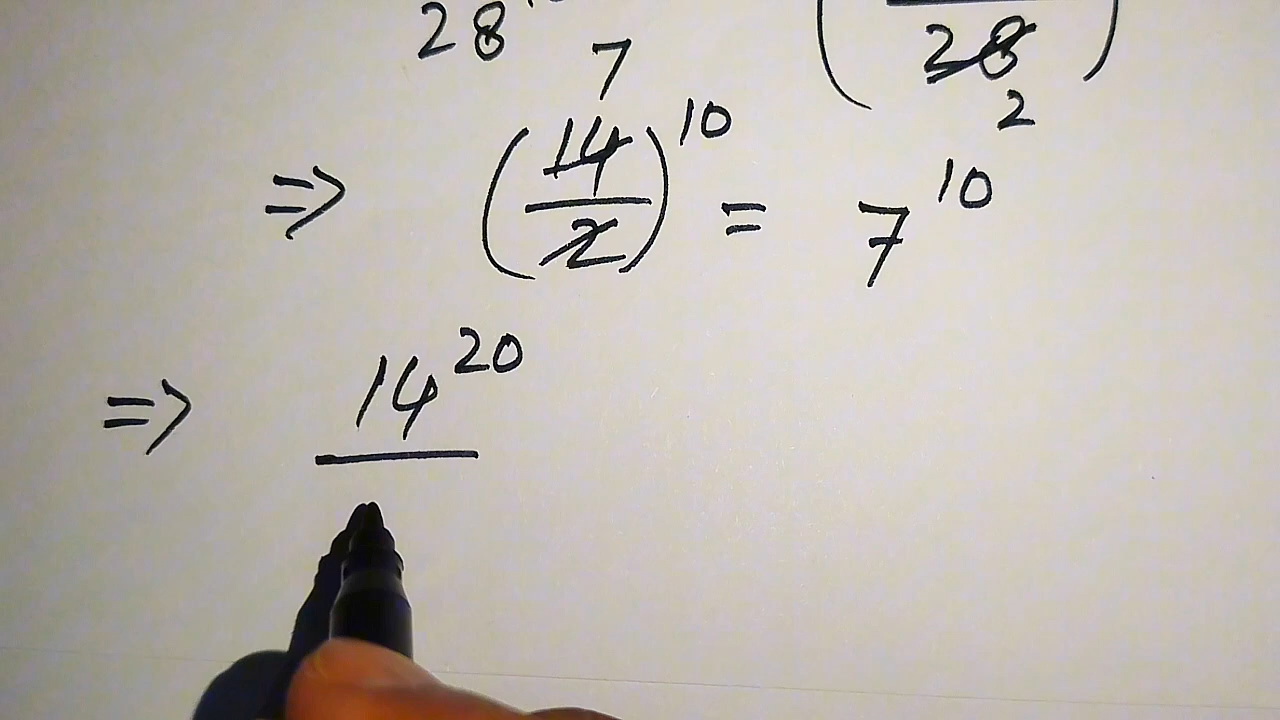 28 (28)
7 2
=> (14/2)^10 = 7^10
=> 14^20